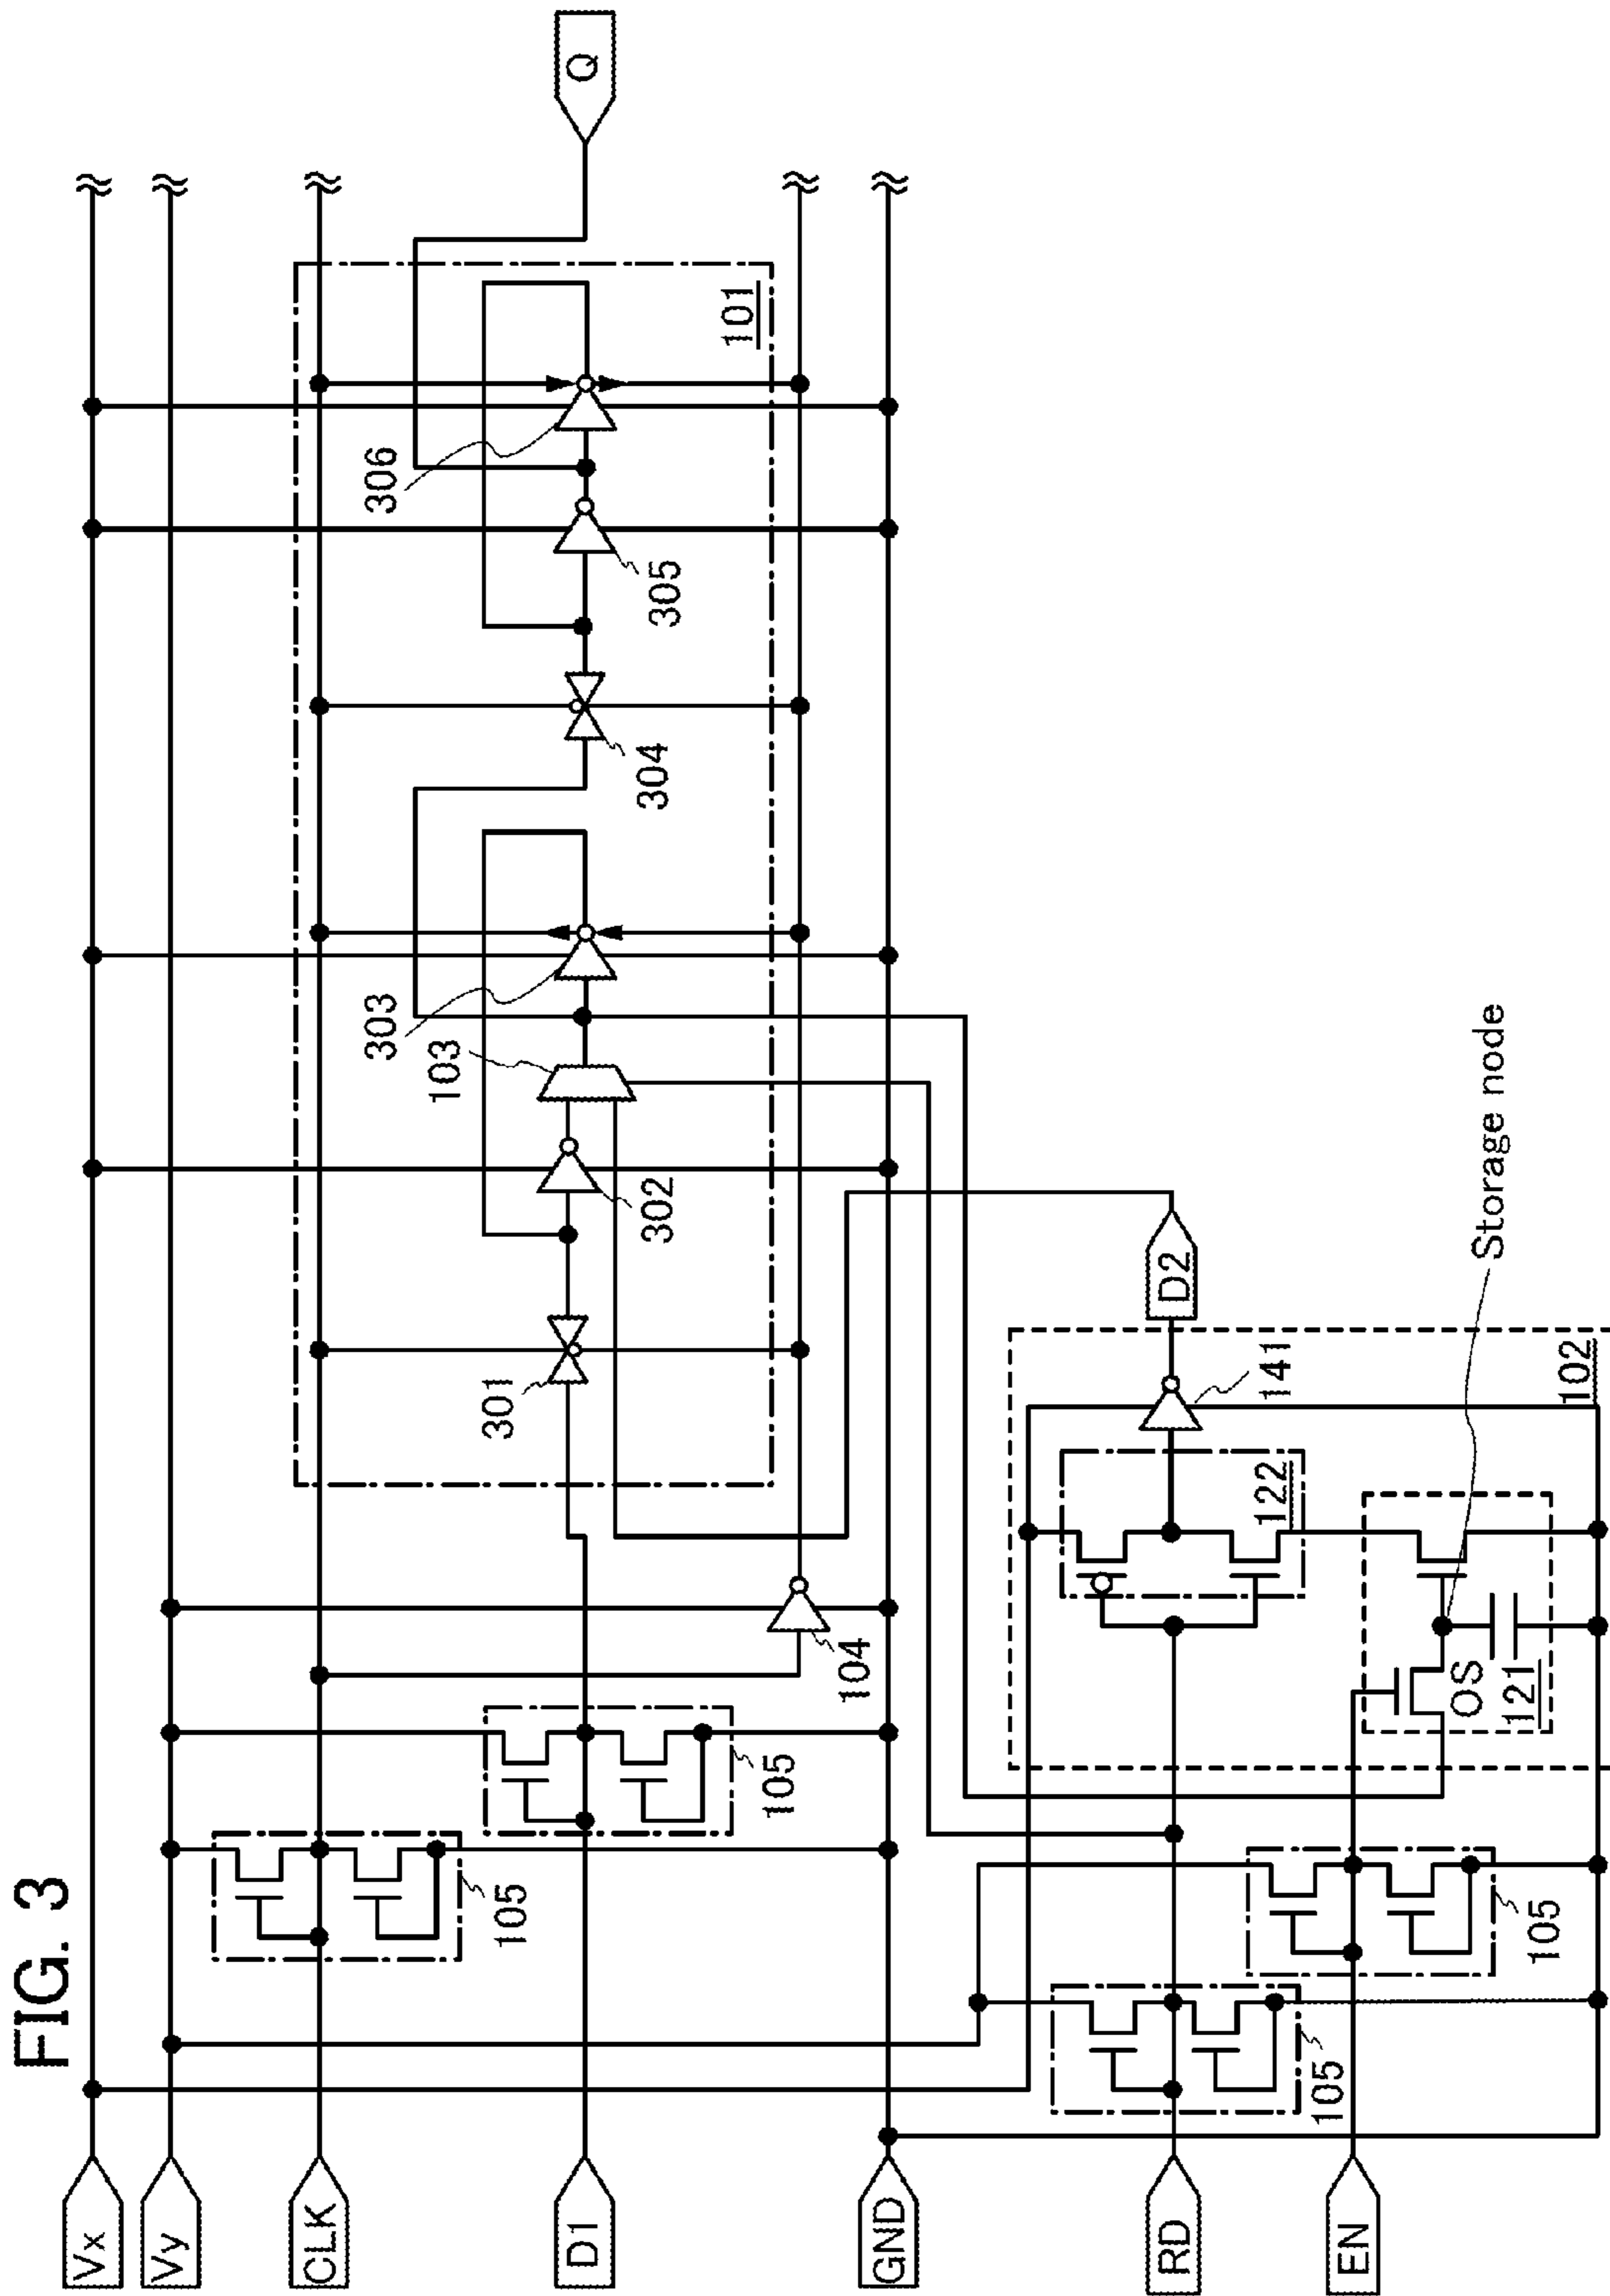 FIG. 3
Vx
Vy
CLK
D1
GND
RD
EN
Q
105
105
105
105
104
101
301
302
103
303
304
305
306
D2
141
102
122
OS
121
Storage node